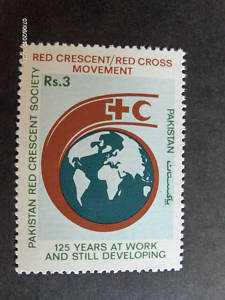 RED CRESCENT/RED CROSS
MOVEMENT
Rs.3
PAKISTAN RED CRESCENT SOCIETY
PAKISTAN پاکستان
125 YEARS AT WORK
AND STILL DEVELOPING